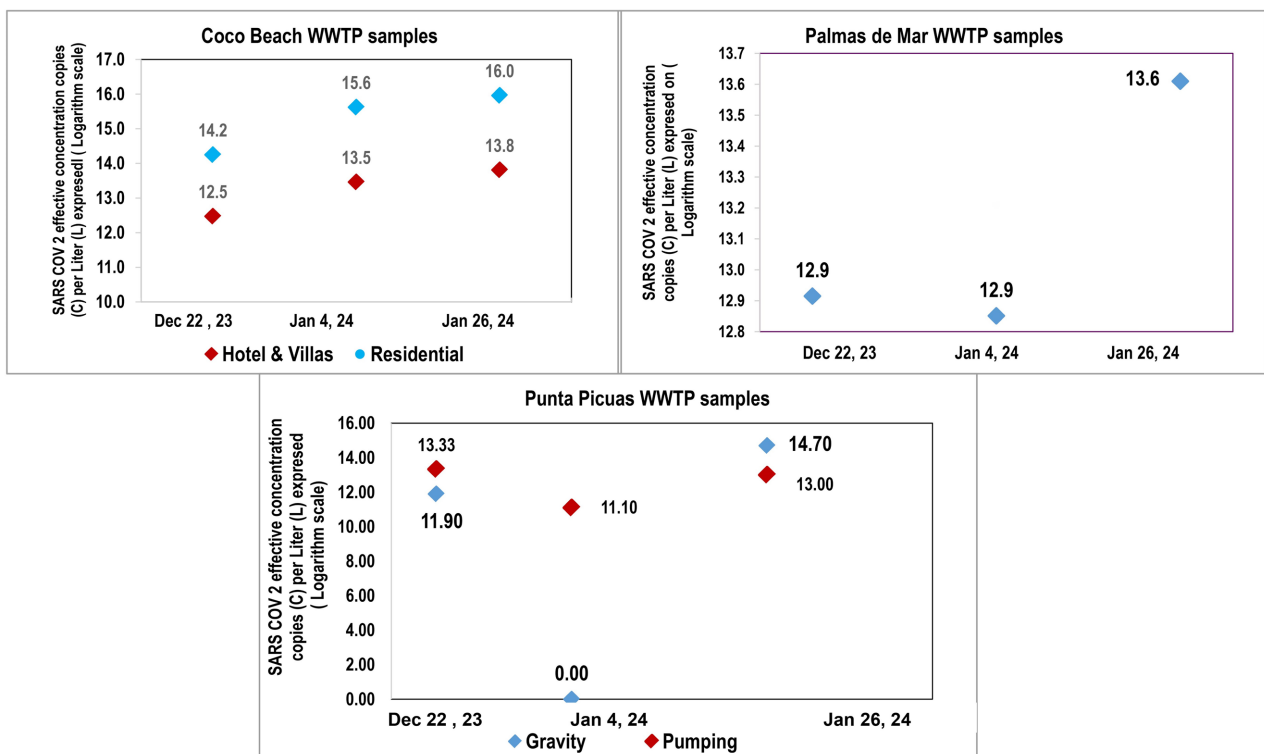 Coco Beach WWTP samples
SARS COV 2 effective concentration copies
(C) per Liter (L) expresedl ( Logarithm scale)
17.0
16.0
15.0
14.0
13.0
12.0
11.0
10.0
14.2
15.6
16.0
12.5
13.5
13.8
Dec 22 , 23
Jan 4, 24
Jan 26, 24
Hotel & Villas
Residential
Palmas de Mar WWTP samples
SARS COV 2 effective concentration
copies (C) per Liter (L) expresed on (
Logarithm scale)
13.7
13.6
13.5
13.4
13.3
13.2
13.1
13.0
12.9
12.8
12.9
12.9
13.6
Dec 22, 23
Jan 4, 24
Jan 26, 24
Punta Picuas WWTP samples
SARS COV 2 effective concentration
copies (C) per Liter (L) expresed
( Logarithm scale)
16.00
14.00
12.00
10.00
8.00
6.00
4.00
2.00
0.00
13.33
11.90
11.10
0.00
14.70
13.00
Dec 22 , 23
Jan 4, 24
Jan 26, 24
Gravity
Pumping